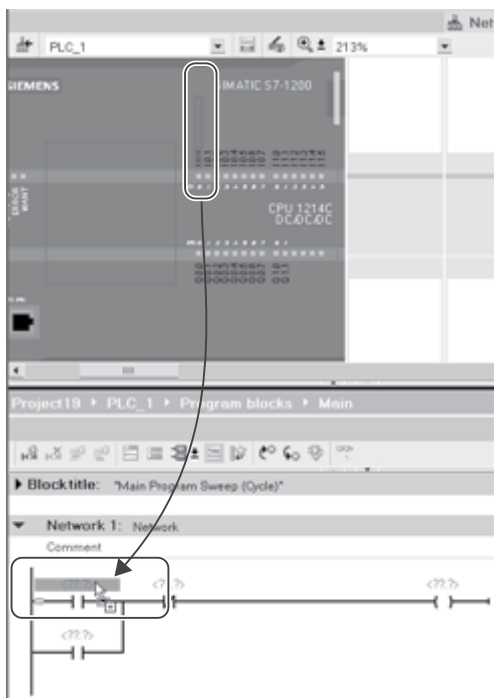 Net
PLC_1
213%
SIEMENS
SIMATIC S7-1200
CPU 1214C
DC/DC/DC
Project19 ▸ PLC_1 ▸ Program blocks ▸ Main
Block title: "Main Program Sweep (Cycle)"
Network 1: Network
Comment
<??.?>
<??.?>
<??.?>
<??.?>